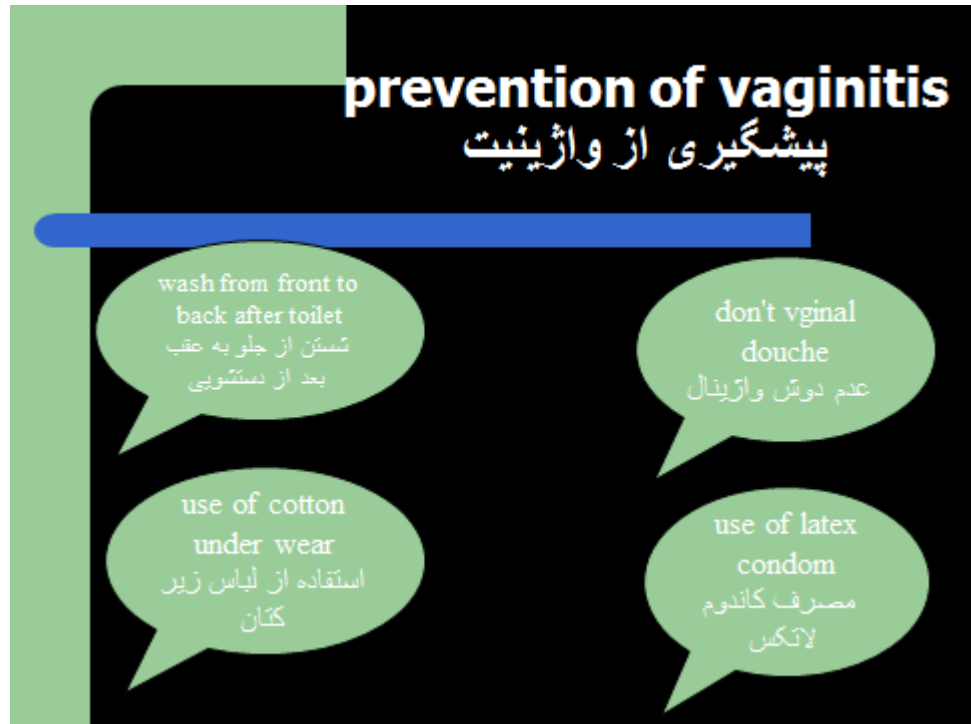 prevention of vaginitis
پیشگیری از واژینیت
wash from front to
back after toilet
شستن از جلو به عقب
بعد از دستشویی
don't vginal
douche
عدم دوش واژینال
use of cotton
under wear
استفاده از لباس زیر
کتان
use of latex
condom
مصرف کاندوم
لاتکس